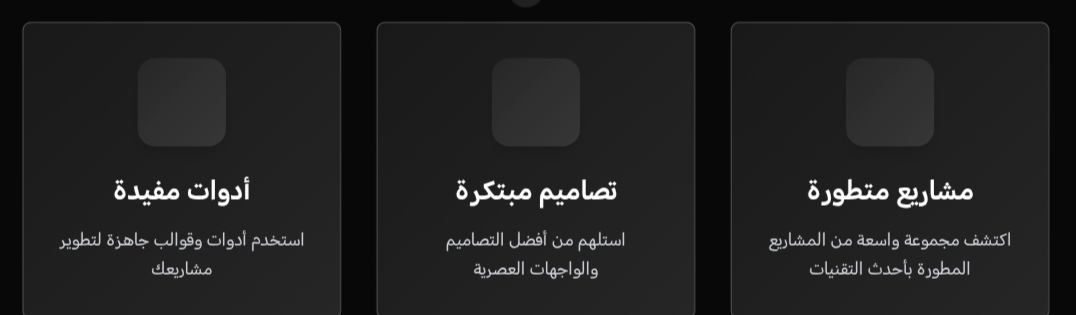 مشاريع متطورة
اكتشف مجموعة واسعة من المشاريع
المطورة بأحدث التقنيات
تصاميم مبتكرة
استلهم من أفضل التصاميم
والواجهات العصرية
أدوات مفيدة
استخدم أدوات وقوالب جاهزة لتطوير
مشاريعك